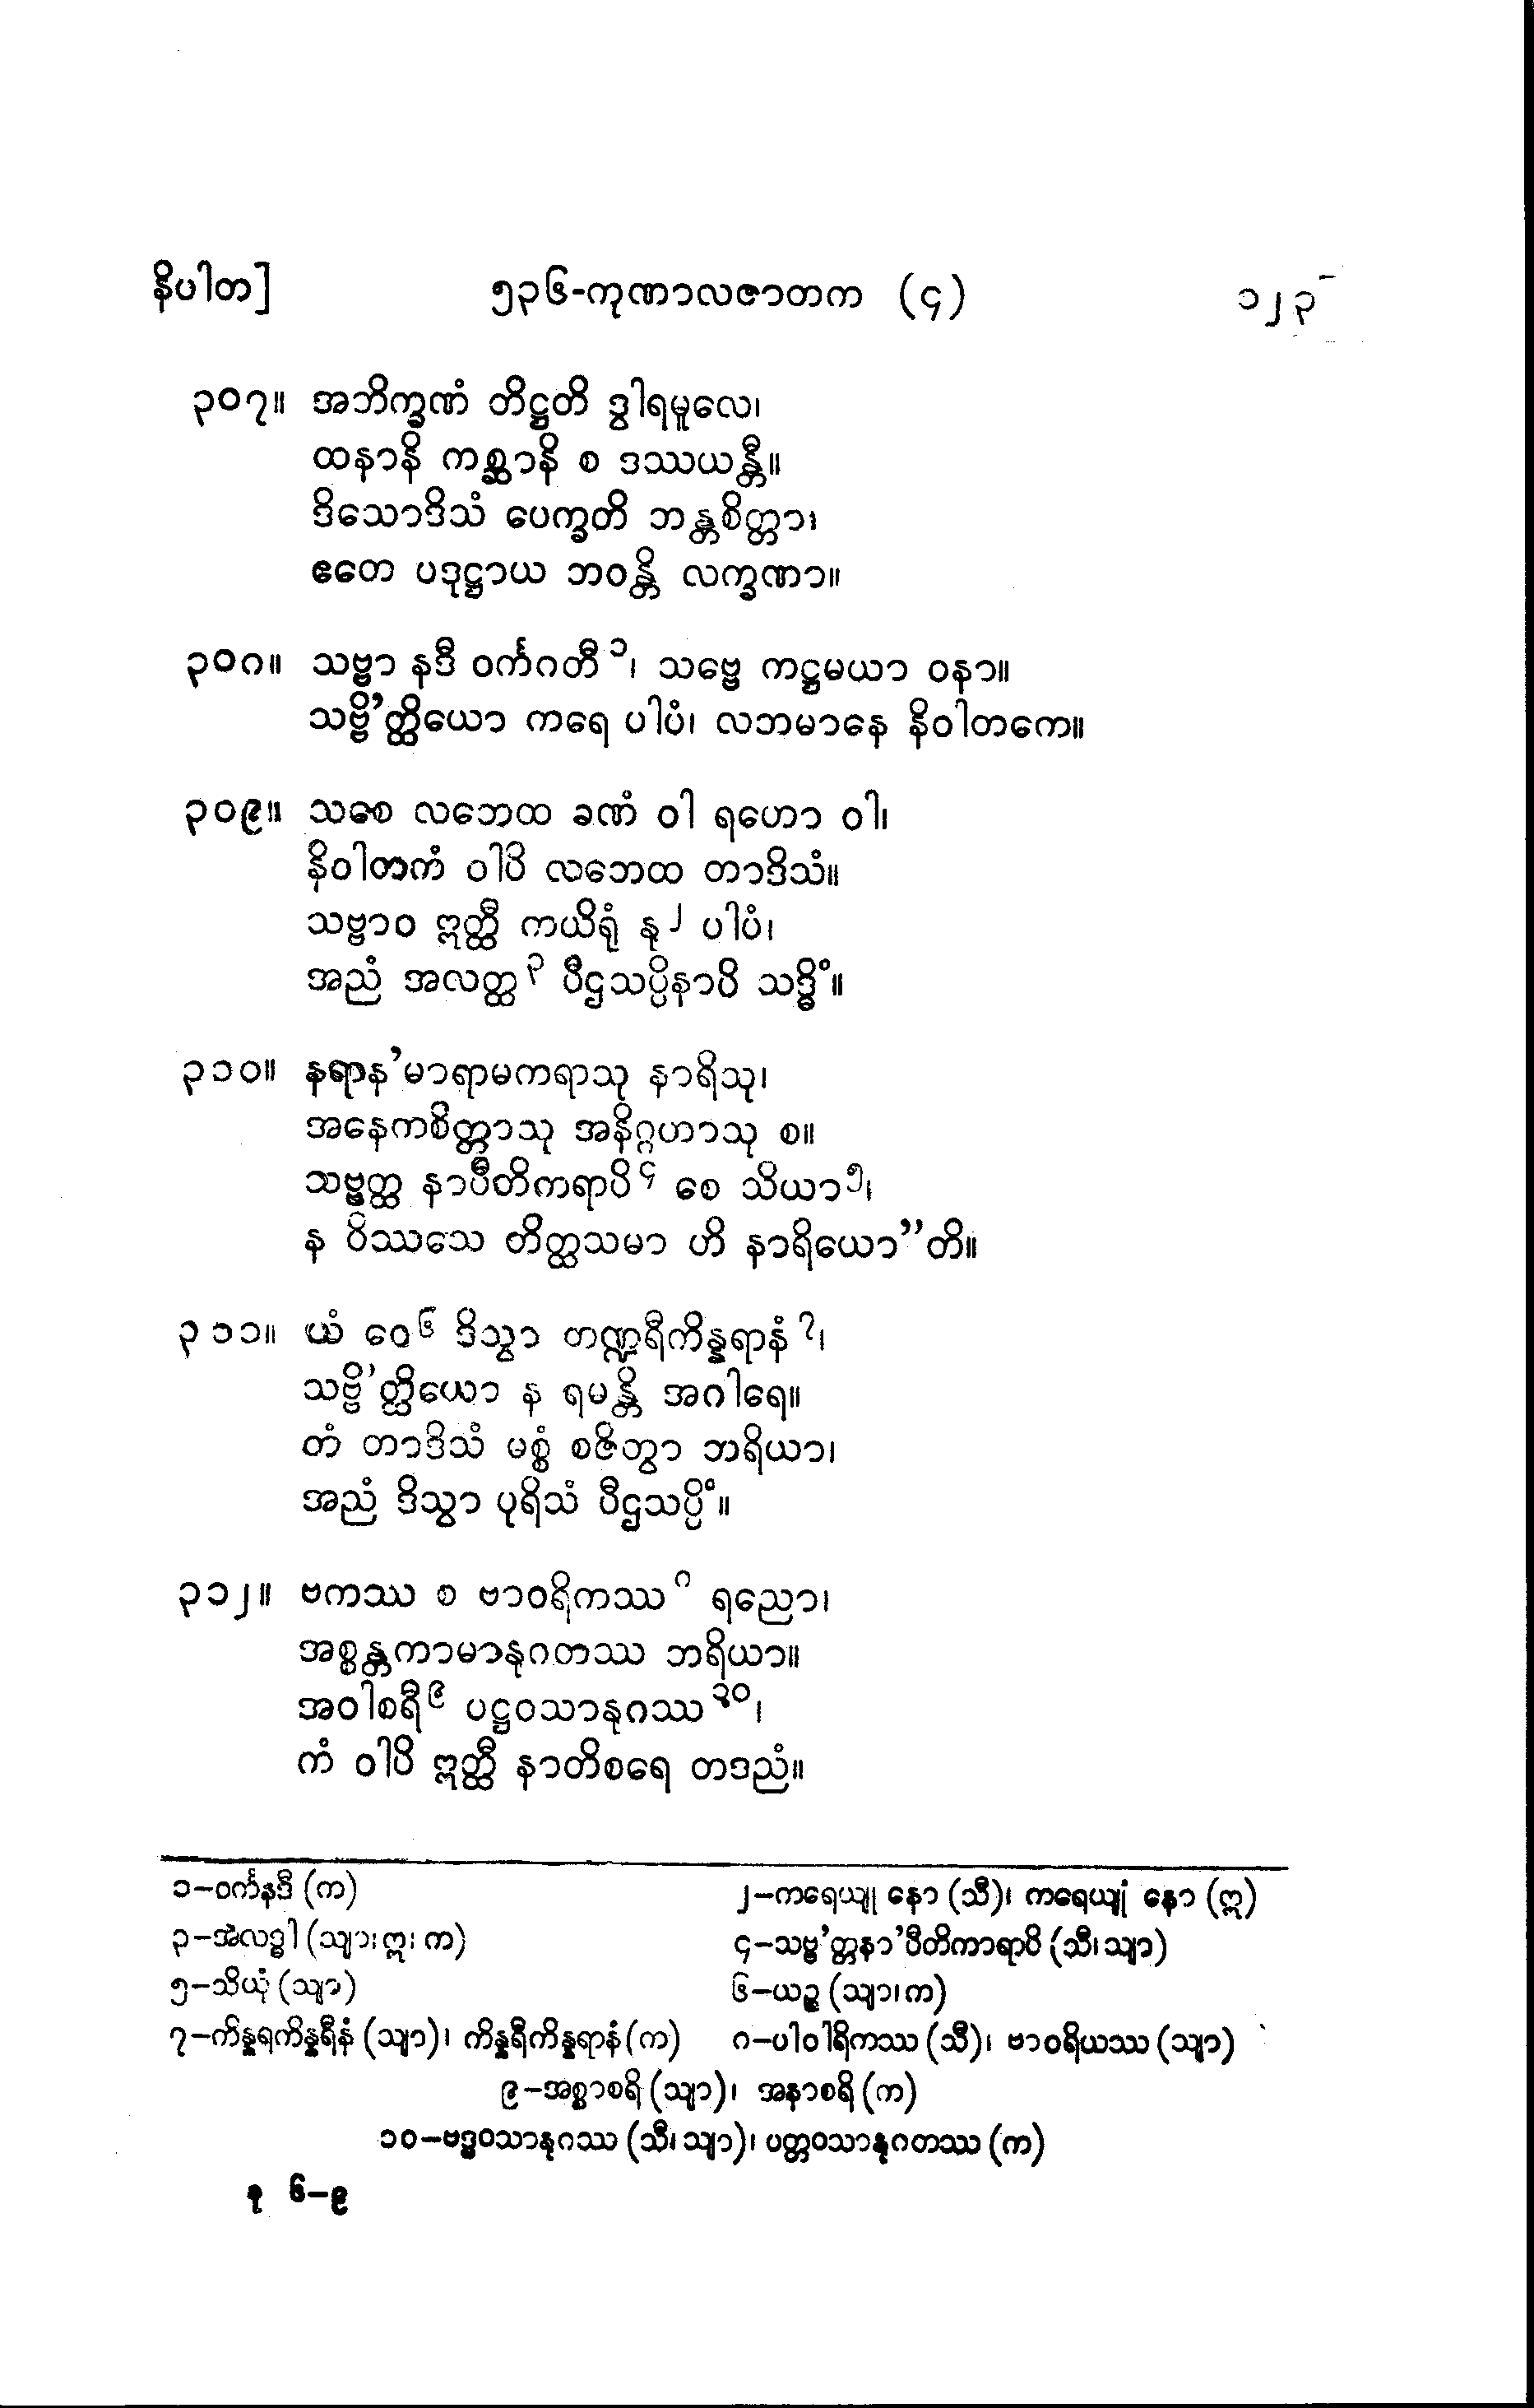 နိပါတ] ၅၃၆-ကုဏာလဇာတက (၄) ၁၂၃
၃၀၇။ အဘိက္ခဏံ တိဋ္ဌတိ ဒွါရမူလေ၊
ထနာနိ ကစ္ဆာနိ စ ဒဿယန္တီ။
ဒိသောဒိသံ ပေက္ခတိ ဘန္တစိတ္တာ၊
ဧတေ ပဒုဋ္ဌာယ ဘဝန္တိ လက္ခဏာ။
၃၀၈။ သဗ္ဗာ နဒီ ဝင်္ကဂတီ ၁၊ သဗ္ဗေ ကဋ္ဌမယာ ဝနာ။
သဗ္ဗိ'တ္ထိယော ကရေ ပါပံ၊ လဘမာနေ နိဝါတကေ။
၃၀၉။ သစေ လဘေထ ခဏံ ဝါ ရဟော ဝါ၊
နိဝါတကံ ဝါပိ လဘေထ တာဒိသံ။
သဗ္ဗာဝ ဣတ္ထီ ကယိရုံ နု ၂ ပါပံ၊
အညံ အလတ္ထ ၃ ပီဌသပ္ပိနာပိ သဒ္ဓိံ။
၃၁၀။ နရာန'မာရာမကရာသု နာရိသု၊
အနေကစိတ္တာသု အနိဂ္ဂဟာသု စ။
သဗ္ဗတ္ထ နာပီတိကရာပိ ၄ စေ သိယာ ၅၊
န ဝိဿသေ တိတ္ထသမာ ဟိ နာရိယော”တိ။
၃၁၁။ ယံ ဝေ ၆ ဒိသွာ တဏ္ဍရီကိန္နရာနံ ၇၊
သဗ္ဗိ'တ္ထိယော န ရမန္တိ အဂါရေ။
တံ တာဒိသံ မစ္စံ စဇိတွာ ဘရိယာ၊
အညံ ဒိသွာ ပုရိသံ ပီဌသပ္ပိံ။
၃၁၂။ ဗကဿ စ ဗာဝရိကဿ ၈ ရညော၊
အစ္စန္တကာမာနုဂတဿ ဘရိယာ။
အဝါစရီ ၉ ပဋ္ဌဝသာနုဂဿ ၁၀၊
ကံ ဝါပိ ဣတ္ထီ နာတိစရေ တဒညံ။
၁-ဝင်္ကနဒီ (က) ၂-ကရေယျု နော (သီ)၊ ကရေယျုံ နော (ဣ)
၃-အဲလဒ္ဓါ (သျာ၊ ဣ၊ က) ၄-သဗ္ဗ'တ္တနာ'ပီတိကာရာပိ (သီ၊ သျာ)
၅-သိယုံ (သျာ) ၆-ယဉ္စ (သျာ၊ က)
၇-ကိန္နရကိန္နရီနံ (သျာ)၊ ကိန္နရီကိန္နရာနံ (က) ၈-ပါဝါရိကဿ (သီ)၊ ဗာဝရိယဿ (သျာ)
၉-အစ္စာစရိ (သျာ)၊ အနာစရိ (က)
၁၀-ဗဒ္ဓဝသာနုဂဿ (သီ၊ သျာ)၊ ပတ္တဝသာနုဂတဿ (က)
ခု ၆-၉